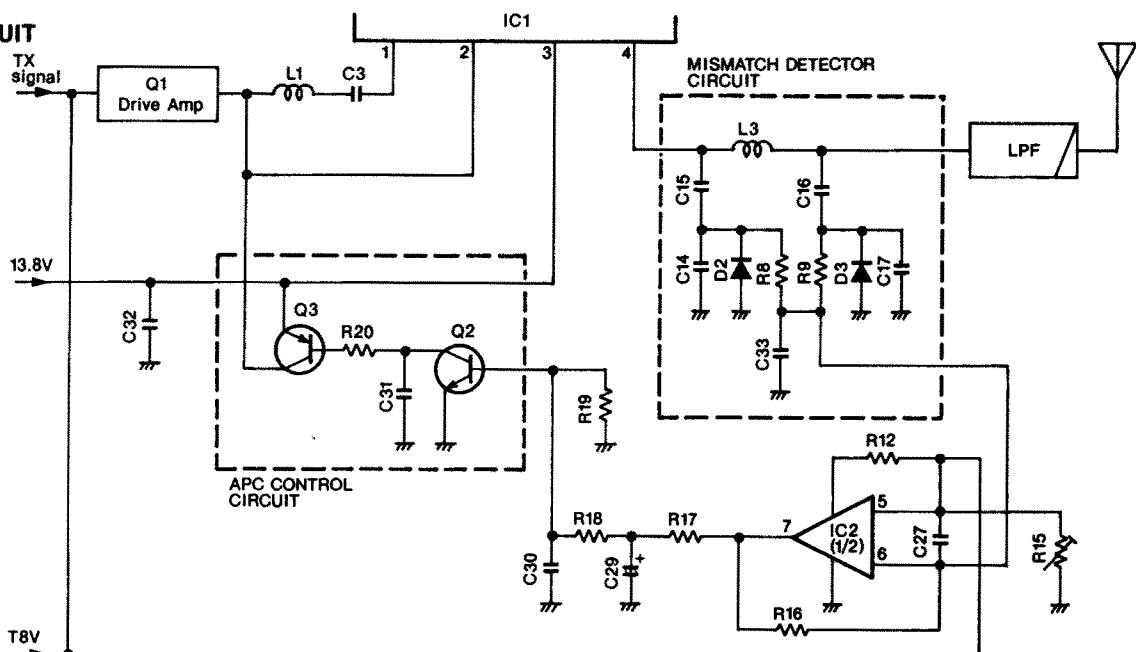 UIT
TX
signal
Q1
Drive Amp
L1
C3
IC1
1
2
3
4
MISMATCH DETECTOR
CIRCUIT
L3
LPF
C15
C16
C14
D2
R8
R9
D3
C17
C33
13.8V
C32
Q3
R20
Q2
C31
R19
APC CONTROL
CIRCUIT
R12
5
7
IC2
(1/2)
6
C27
R15
R18
R17
C30
C29
+
R16
T8V